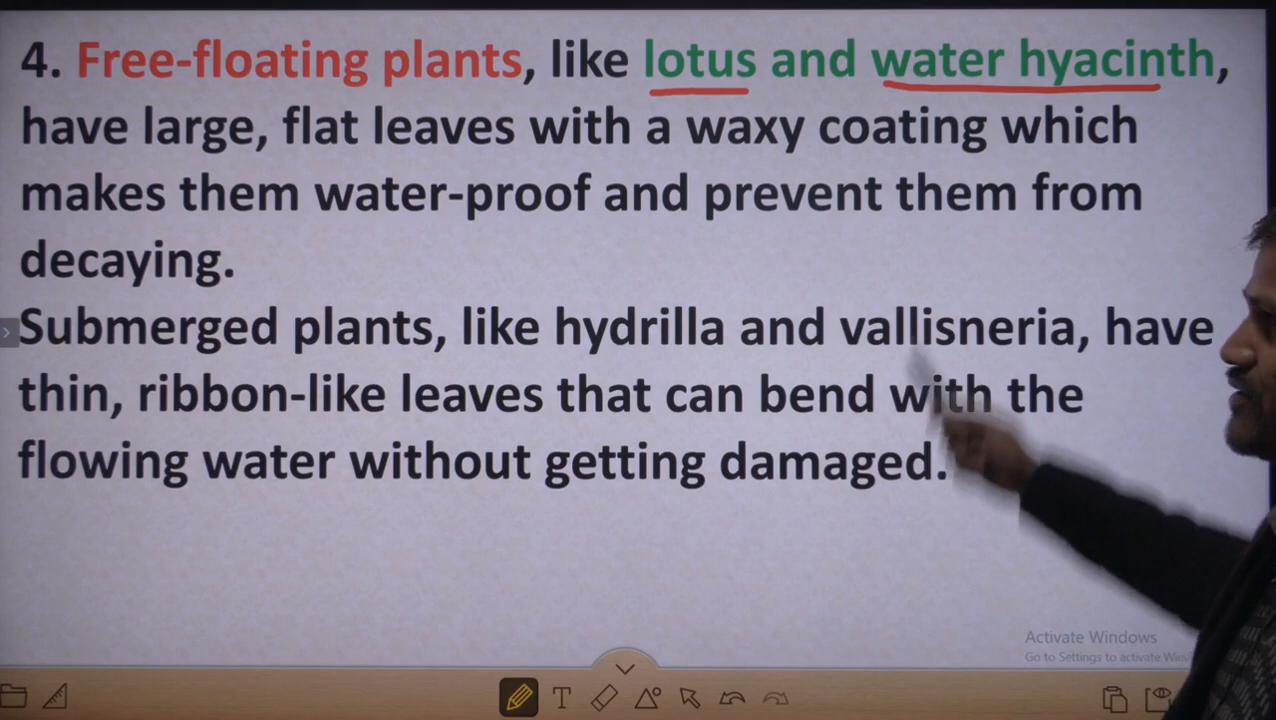 4. Free-floating plants, like lotus and water hyacinth,
have large, flat leaves with a waxy coating which
makes them water-proof and prevent them from
decaying.
Submerged plants, like hydrilla and vallisneria, have
thin, ribbon-like leaves that can bend with the
flowing water without getting damaged.
Activate Windows
Go to Settings to activate
T